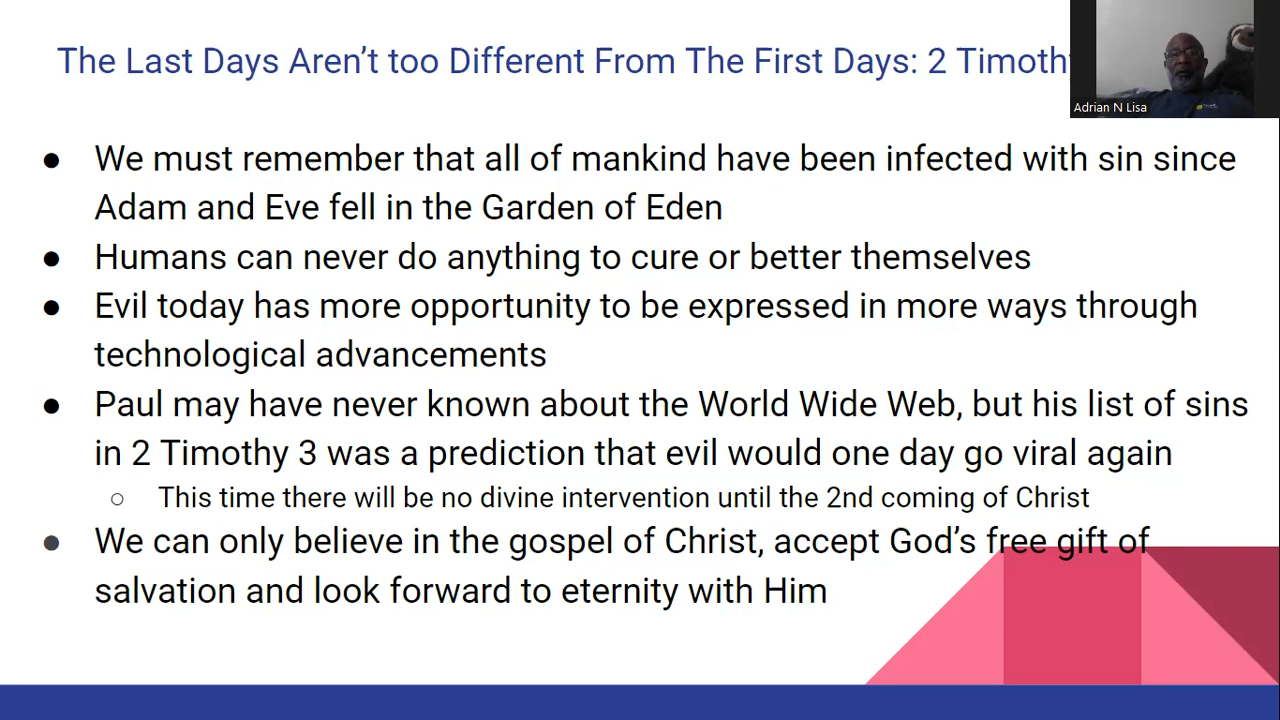 The Last Days Aren't too Different From The First Days: 2 Timothy
Adrian N Lisa
● We must remember that all of mankind have been infected with sin since
Adam and Eve fell in the Garden of Eden
● Humans can never do anything to cure or better themselves
● Evil today has more opportunity to be expressed in more ways through
technological advancements
● Paul may have never known about the World Wide Web, but his list of sins
in 2 Timothy 3 was a prediction that evil would one day go viral again
○ This time there will be no divine intervention until the 2nd coming of Christ
● We can only believe in the gospel of Christ, accept God's free gift of
salvation and look forward to eternity with Him